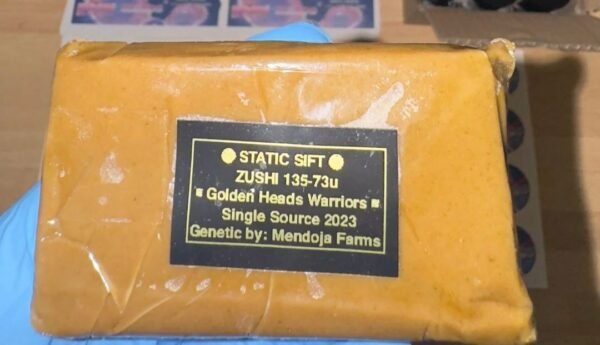 STATIC SIFT
ZUSHI 135-73u
Golden Heads Warriors
Single Source 2023
Genetic by: Mendoja Farms